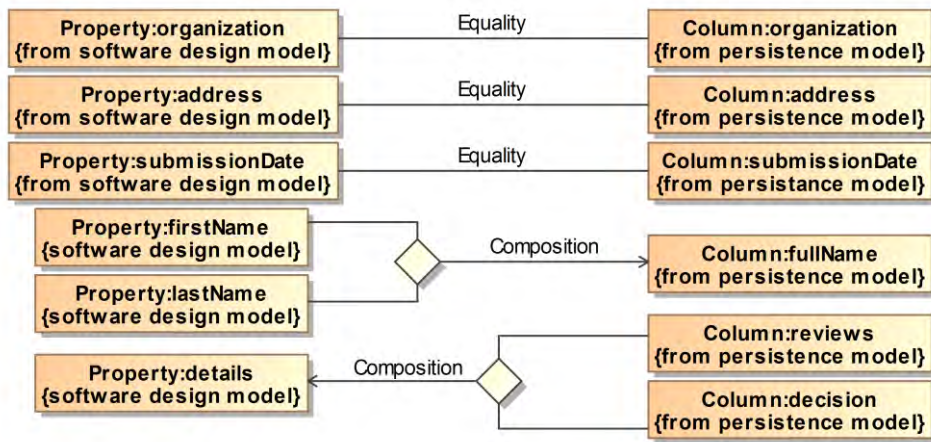 Property:organization
{from software design model}
Equality
Column:organization
{from persistence model}
Property:address
{from software design model}
Equality
Column:address
{from persistence model}
Property:submissionDate
{from software design model}
Equality
Column:submissionDate
{from persistance model}
Property:firstName
{software design model}
Composition
Column:fullName
{from persistence model}
Property:lastName
{software design model}
Column:reviews
{from persistence model}
Property:details
{software design model}
Composition
Column:decision
{from persistence model}